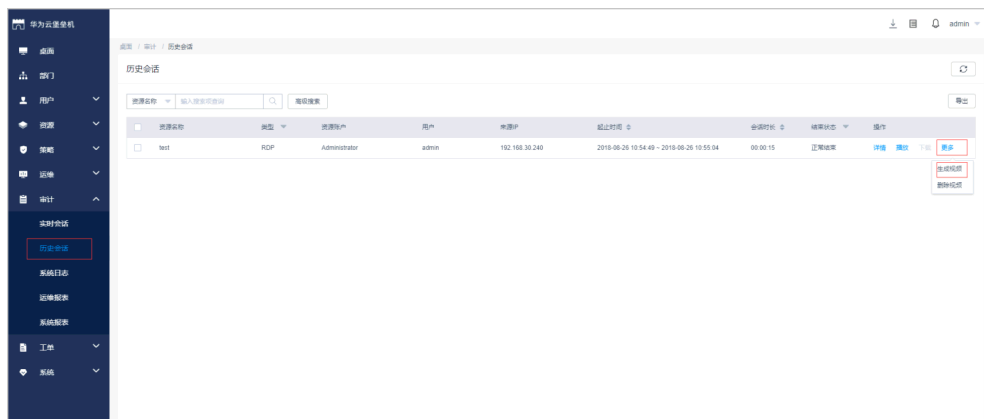 华为云堡垒机
admin
桌面
部门
用户
资源
策略
运维
审计
实时会话
历史会话
系统日志
运维报表
系统报表
工单
系统
桌面 / 审计 / 历史会话
历史会话
资源名称 输入搜索项查询 高级搜索 导出
资源名称 类型 资源账户 用户 来源IP 起止时间 会话时长 结束状态 操作
test RDP Administrator admin 192.168.30.240 2018-08-26 10:54:49 ~ 2018-08-26 10:55:04 00:00:15 正常结束 详情 播放 下载 更多
生成视频
删除视频